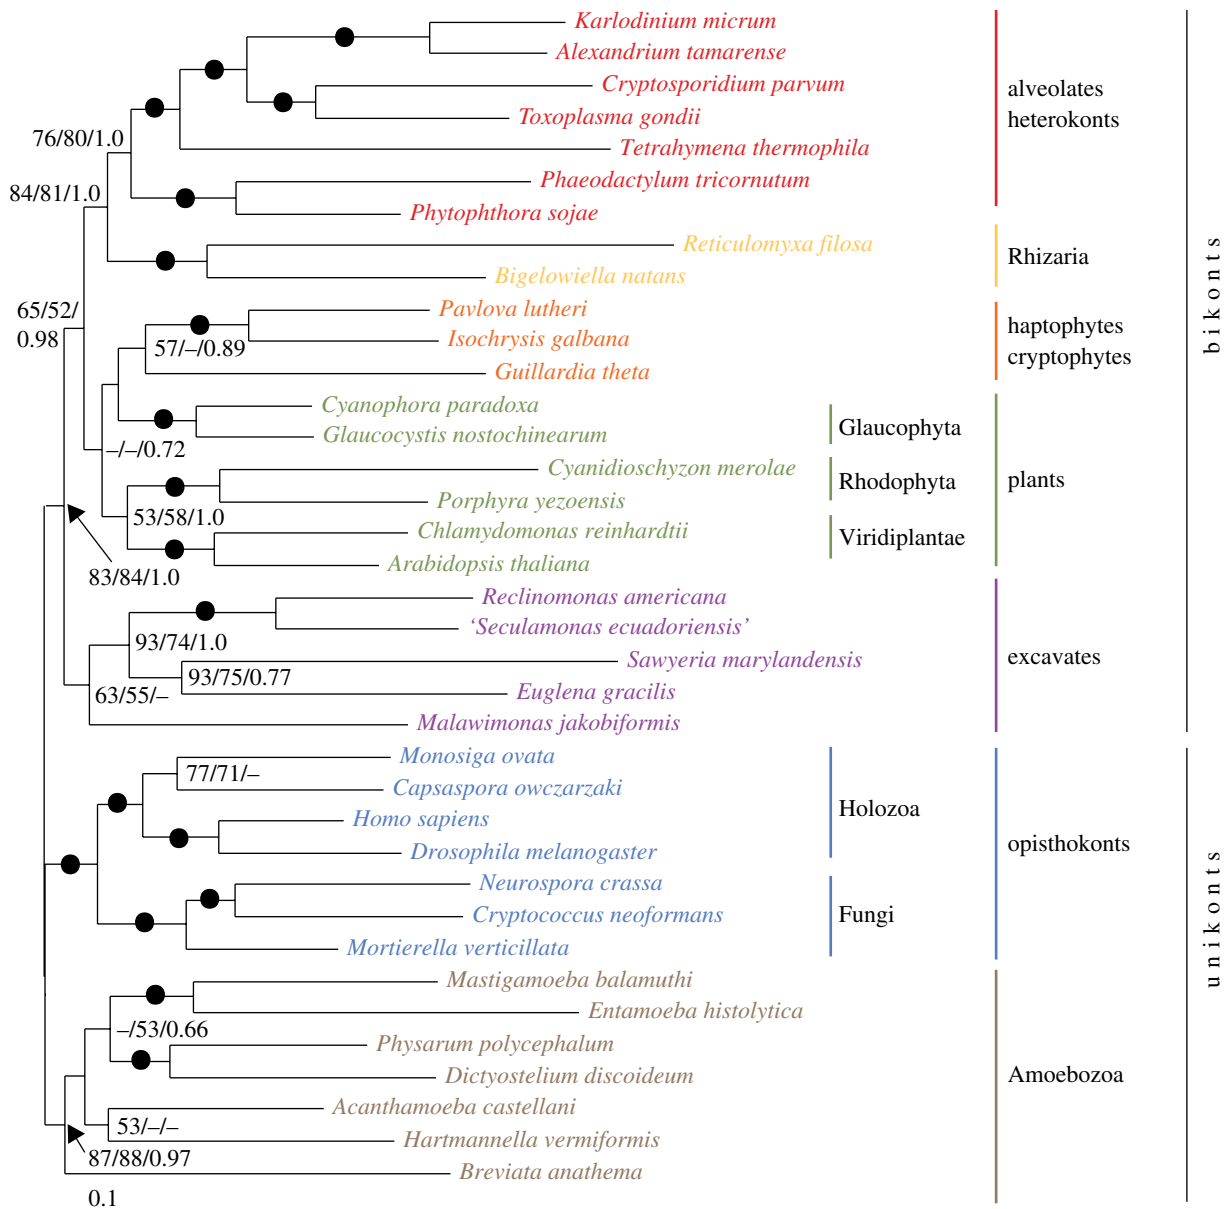 Karlodinium micrum
Alexandrium tamarense
Cryptosporidium parvum
alveolates
heterokonts
Toxoplasma gondii
76/80/1.0
Tetrahymena thermophila
84/81/1.0
Phaeodactylum tricornutum
Phytophthora sojae
Reticulomyxa filosa
Rhizaria
Bigelowiella natans
bikonts
65/52/
0.98
Pavlova lutheri
haptophytes
cryptophytes
Isochrysis galbana
57/–/0.89
Guillardia theta
Cyanophora paradoxa
Glaucophyta
Glaucocystis nostochinearum
–/–/0.72
Cyanidioschyzon merolae
Rhodophyta
plants
Porphyra yezoensis
53/58/1.0
Chlamydomonas reinhardtii
Viridiplantae
Arabidopsis thaliana
83/84/1.0
Reclinomonas americana
‘Seculamonas ecuadoriensis’
93/74/1.0
Sawyeria marylandensis
excavates
93/75/0.77
63/55/–
Euglena gracilis
Malawimonas jakobiformis
Monosiga ovata
77/71/–
Capsaspora owczarzaki
Holozoa
Homo sapiens
opisthokonts
Drosophila melanogaster
Neurospora crassa
Cryptococcus neoformans
Fungi
unikonts
Mortierella verticillata
Mastigamoeba balamuthi
Entamoeba histolytica
–/53/0.66
Physarum polycephalum
Dictyostelium discoideum
Amoebozoa
Acanthamoeba castellani
53/–/–
Hartmannella vermiformis
87/88/0.97
Breviata anathema
0.1